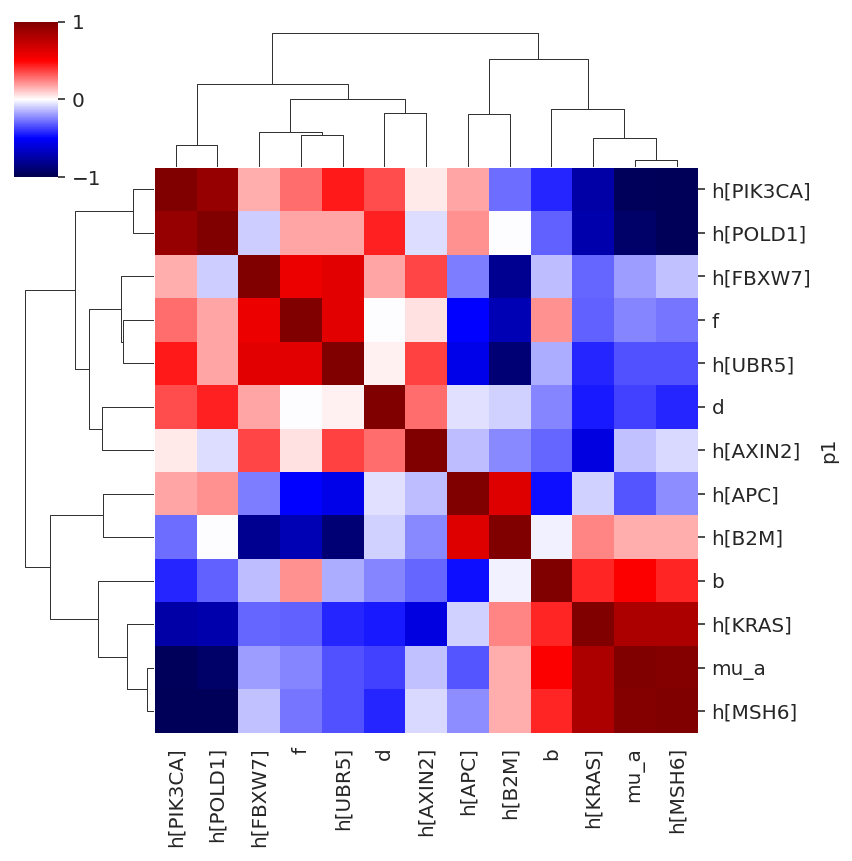 1
0
−1
h[PIK3CA]
h[POLD1]
h[FBXW7]
f
h[UBR5]
d
h[AXIN2]
h[APC]
h[B2M]
b
h[KRAS]
mu_a
h[MSH6]
p1
h[PIK3CA]
h[POLD1]
h[FBXW7]
f
h[UBR5]
d
h[AXIN2]
h[APC]
h[B2M]
b
h[KRAS]
mu_a
h[MSH6]